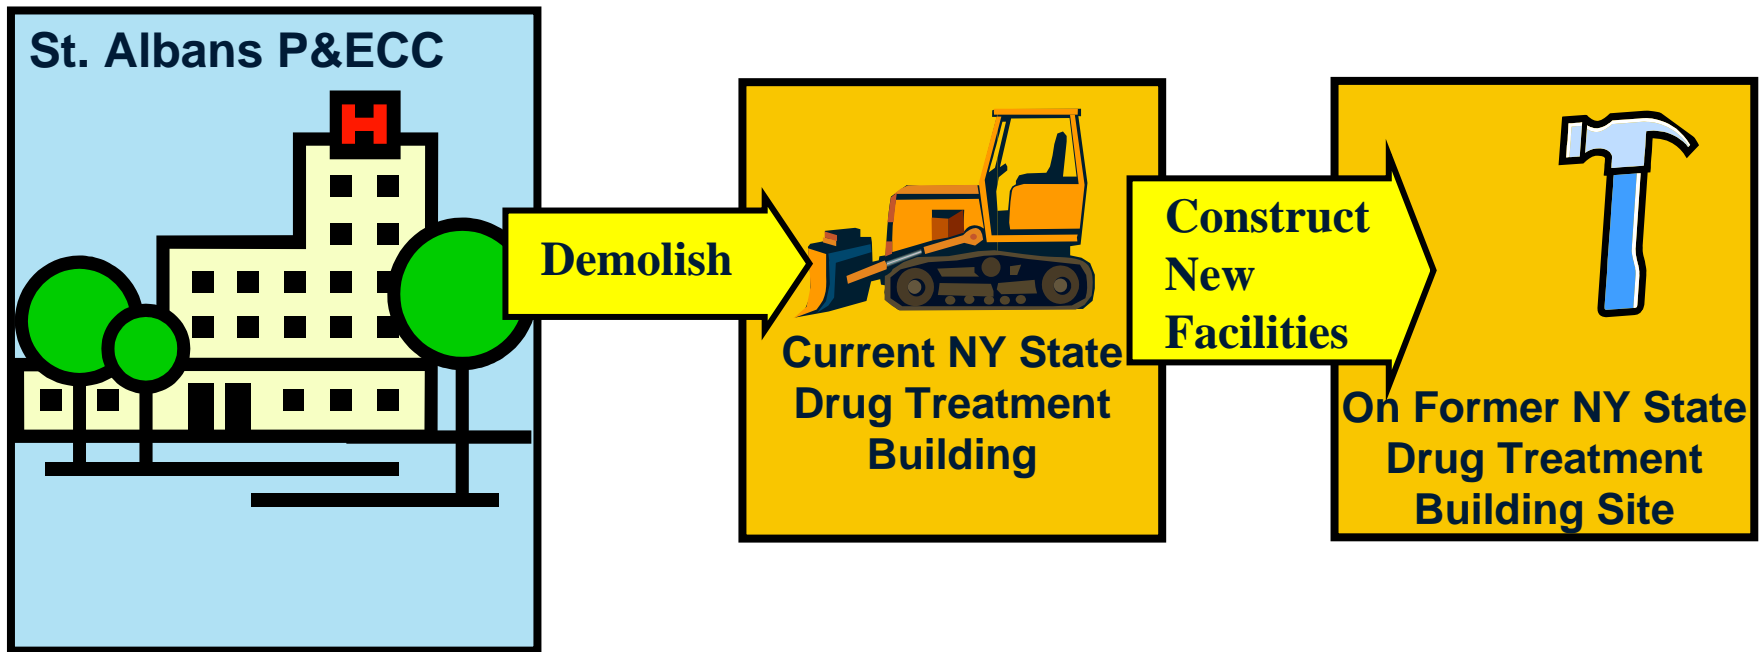 St. Albans P&ECC
H
Demolish
Current NY State
Drug Treatment
Building
Construct
New
Facilities
On Former NY State
Drug Treatment
Building Site